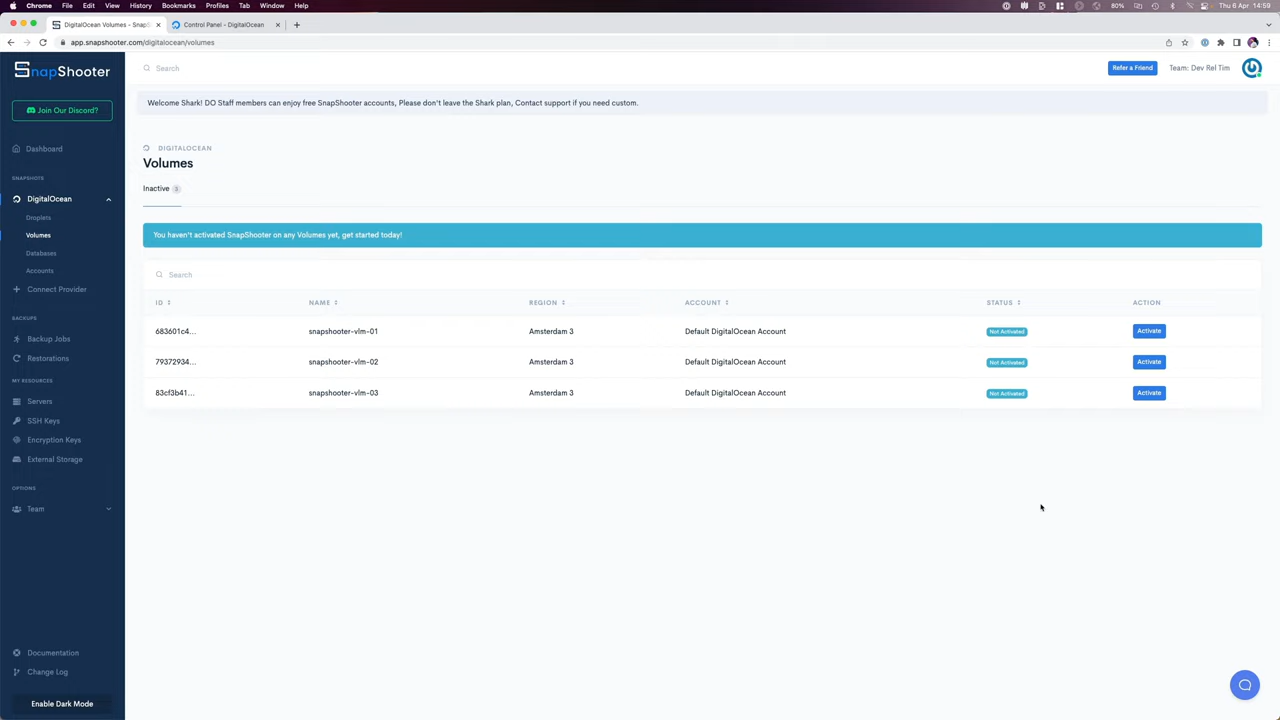 Chrome File Edit View History Bookmarks Profiles Tab Window Help
80% Thu 6 Apr 14:59
DigitalOcean Volumes - SnapS
Control Panel - DigitalOcean
app.snapshooter.com/digitalocean/volumes
SnapShooter
Search
Refer a Friend
Team: Dev Rel Tim
Join Our Discord?
Welcome Shark! DO Staff members can enjoy free SnapShooter accounts, Please don't leave the Shark plan, Contact support if you need custom.
Dashboard
SNAPSHOTS
DigitalOcean
Droplets
Volumes
Databases
Accounts
Connect Provider
BACKUPS
Backup Jobs
Restorations
MY RESOURCES
Servers
SSH Keys
Encryption Keys
External Storage
OPTIONS
Team
Documentation
Change Log
Enable Dark Mode
DIGITALOCEAN
Volumes
Inactive 3
You haven't activated SnapShooter on any Volumes yet, get started today!
Search
ID NAME REGION ACCOUNT STATUS ACTION
683601c4... snapshooter-vlm-01 Amsterdam 3 Default DigitalOcean Account Not Activated Activate
79372934... snapshooter-vlm-02 Amsterdam 3 Default DigitalOcean Account Not Activated Activate
83cf3b41... snapshooter-vlm-03 Amsterdam 3 Default DigitalOcean Account Not Activated Activate